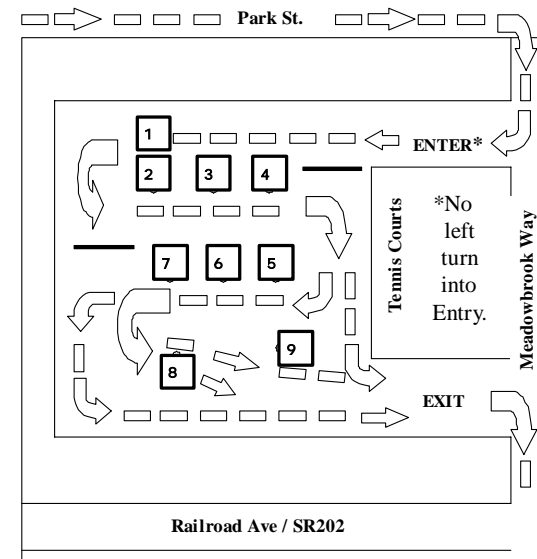 Park St.
1
ENTER*
2 3 4
*No
left
turn
into
Entry.
Tennis Courts
Meadowbrook Way
7 6 5
9
8
EXIT
Railroad Ave / SR202